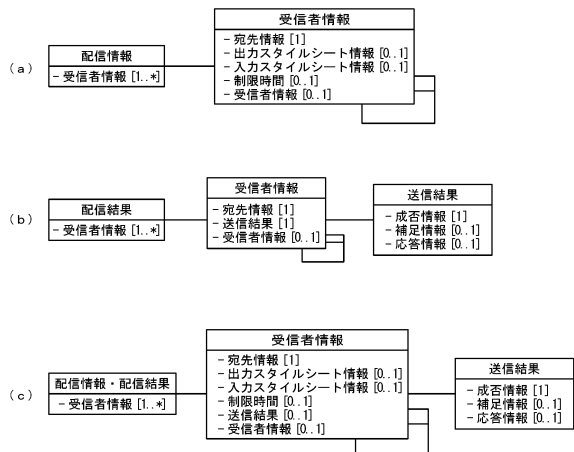 (a)
配信情報
- 受信者情報 [1..*]
受信者情報
- 宛先情報 [1]
- 出力スタイルシート情報 [0..1]
- 入力スタイルシート情報 [0..1]
- 制限時間 [0..1]
- 受信者情報 [0..1]
(b)
配信結果
- 受信者情報 [1..*]
受信者情報
- 宛先情報 [1]
- 送信結果 [1]
- 受信者情報 [0..1]
送信結果
- 成否情報 [1]
- 補足情報 [0..1]
- 応答情報 [0..1]
(c)
配信情報・配信結果
- 受信者情報 [1..*]
受信者情報
- 宛先情報 [1]
- 出力スタイルシート情報 [0..1]
- 入力スタイルシート情報 [0..1]
- 制限時間 [0..1]
- 送信結果 [0..1]
- 受信者情報 [0..1]
送信結果
- 成否情報 [1]
- 補足情報 [0..1]
- 応答情報 [0..1]